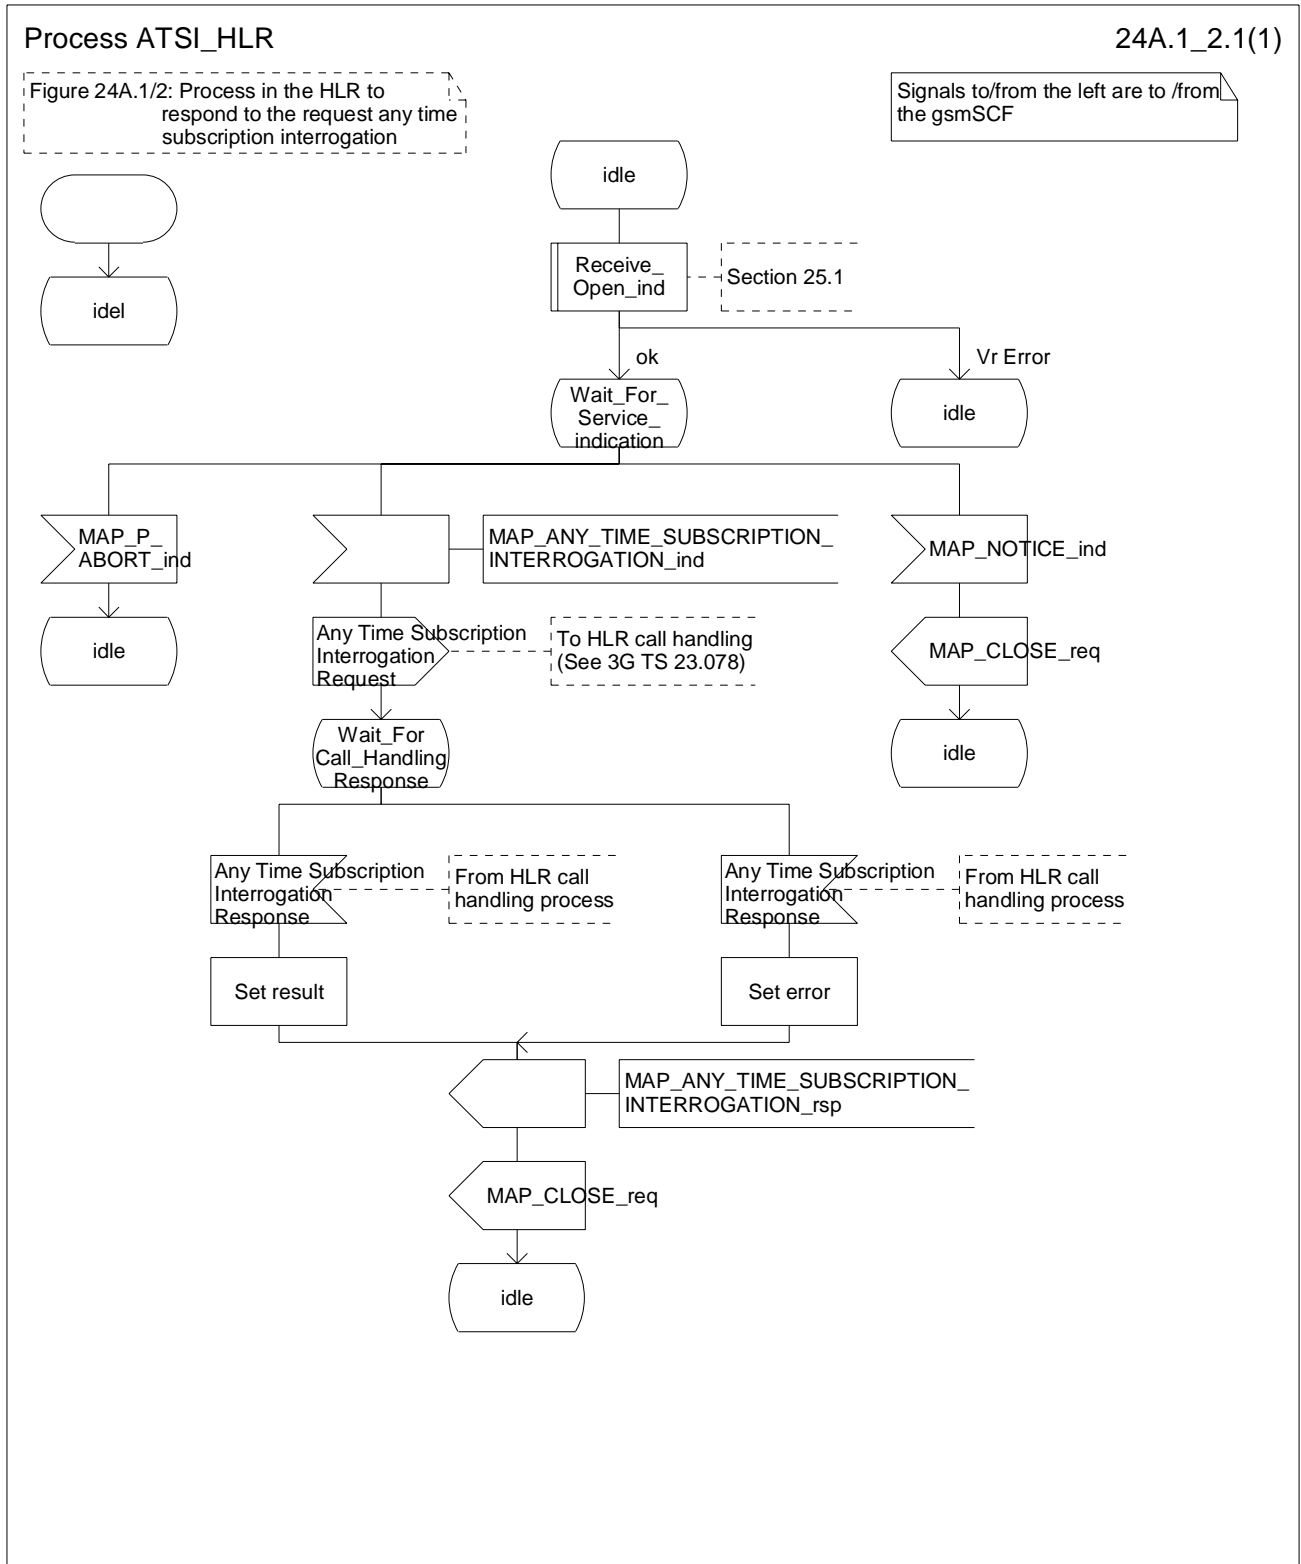 Process ATSI_HLR
24A.1_2.1(1)
Figure 24A.1/2: Process in the HLR to
respond to the request any time
subscription interrogation
Signals to/from the left are to /from
the gsmSCF
idle
idel
Receive_
Open_ind
Section 25.1
ok
Vr Error
Wait_For_
Service_
indication
idle
MAP_P_
ABORT_ind
MAP_ANY_TIME_SUBSCRIPTION_
INTERROGATION_ind
MAP_NOTICE_ind
idle
Any Time Subscription
Interrogation
Request
To HLR call handling
(See 3G TS 23.078)
MAP_CLOSE_req
Wait_For
Call_Handling
Response
idle
Any Time Subscription
Interrogation
Response
From HLR call
handling process
Any Time Subscription
Interrogation
Response
From HLR call
handling process
Set result
Set error
MAP_ANY_TIME_SUBSCRIPTION_
INTERROGATION_rsp
MAP_CLOSE_req
idle